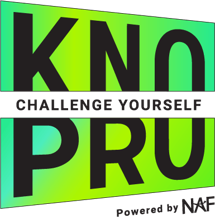 KNO
CHALLENGE YOURSELF
PRO
Powered by NAF